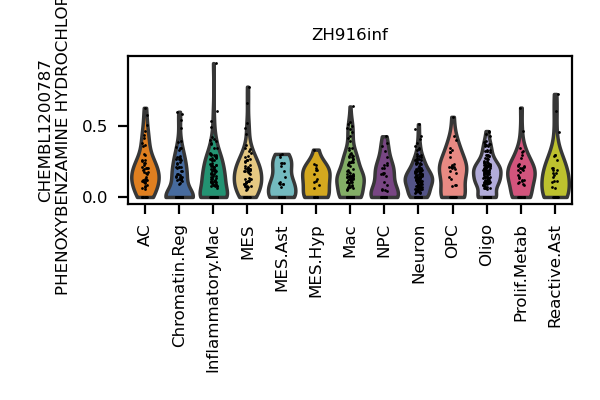 ZH916inf
CHEMBL1200787
PHENOXYBENZAMINE HYDROCHLOR
0.5
0.0
AC
Chromatin.Reg
Inflammatory.Mac
MES
MES.Ast
MES.Hyp
Mac
NPC
Neuron
OPC
Oligo
Prolif.Metab
Reactive.Ast